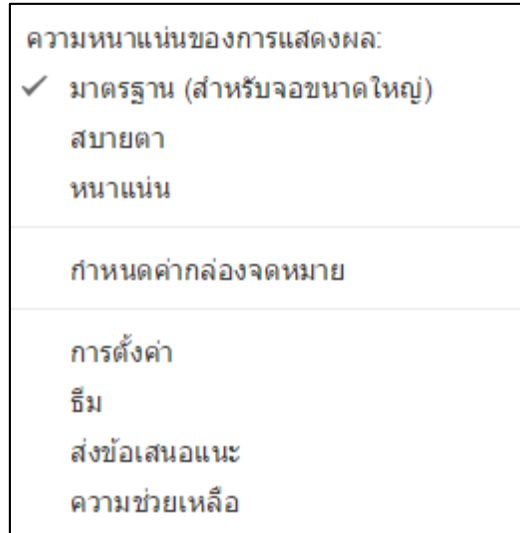 ความหนาแน่นของการแสดงผล:
มาตรฐาน (สำหรับจอขนาดใหญ่)
สบายตา
หนาแน่น
กำหนดค่ากล่องจดหมาย
การตั้งค่า
ธีม
ส่งข้อเสนอแนะ
ความช่วยเหลือ